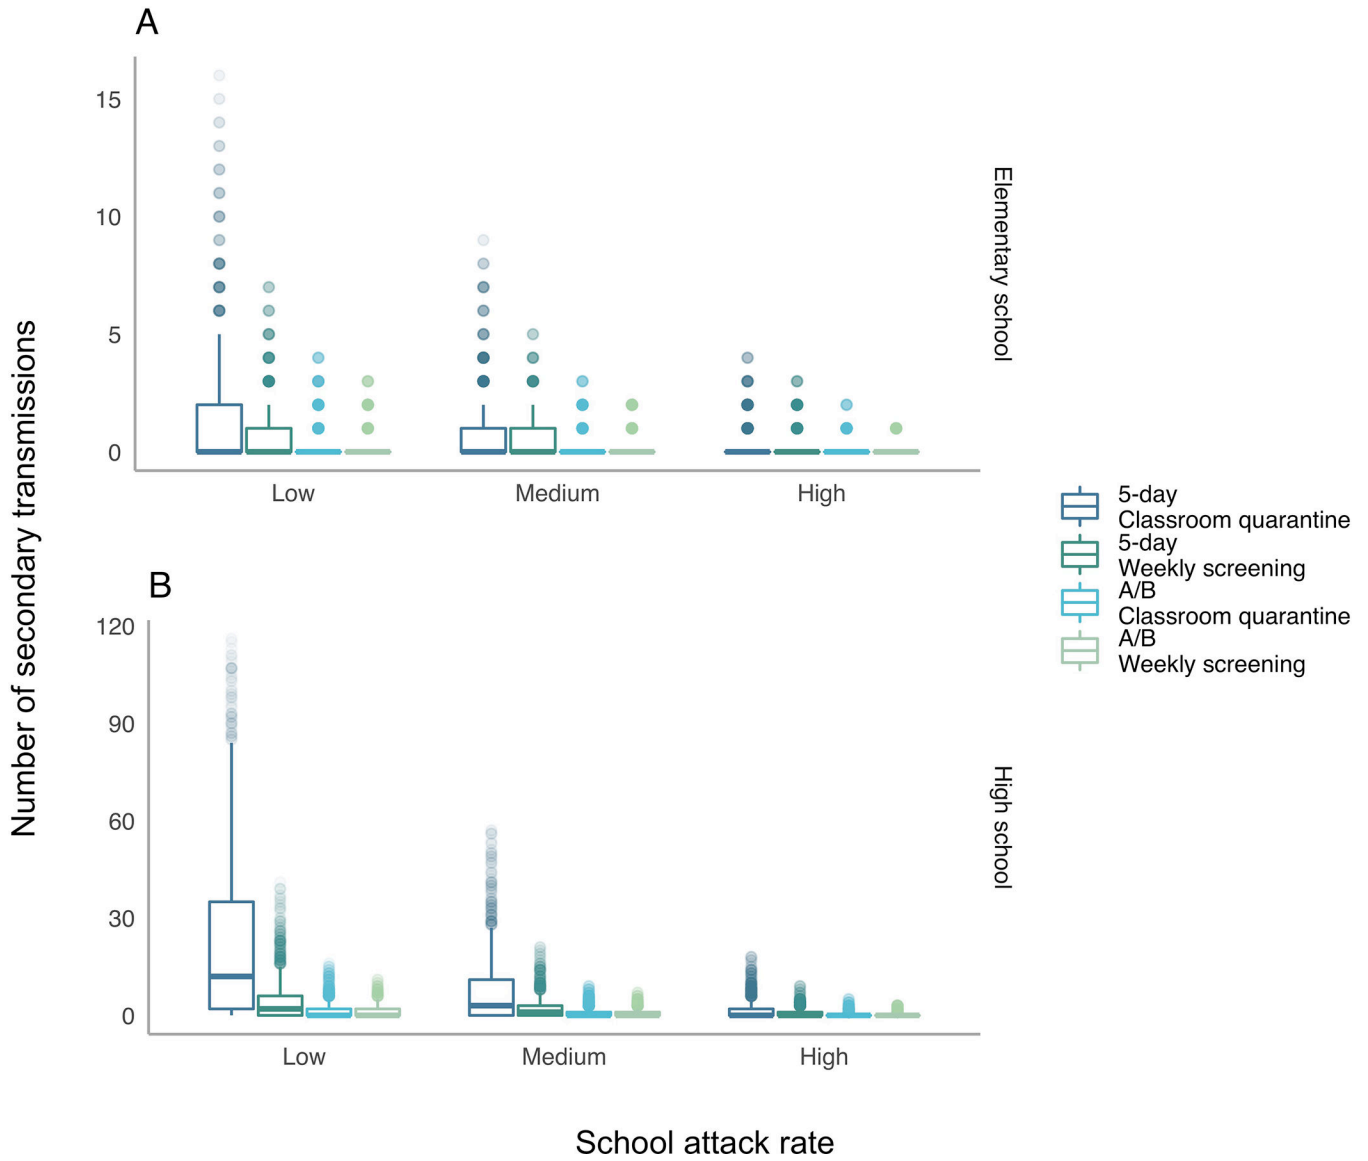 A
15
10
5
0
Low Medium High
Elementary school
Number of secondary transmissions
5-day
Classroom quarantine
5-day
Weekly screening
A/B
Classroom quarantine
A/B
Weekly screening
B
120
90
60
30
0
Low Medium High
High school
School attack rate